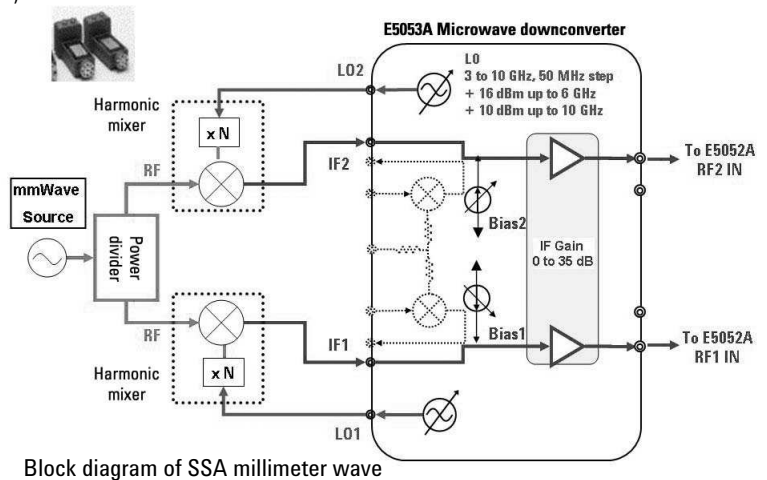 E5053A Microwave downconverter
LO
3 to 10 GHz, 50 MHz step
+ 16 dBm up to 6 GHz
+ 10 dBm up to 10 GHz
LO2
Harmonic
mixer
x N
RF
IF2
To E5052A
RF2 IN
mmWave
Source
Power
divider
Bias2
IF Gain
0 to 35 dB
Bias1
RF
IF1
To E5052A
RF1 IN
Harmonic
mixer
x N
LO1
Block diagram of SSA millimeter wave